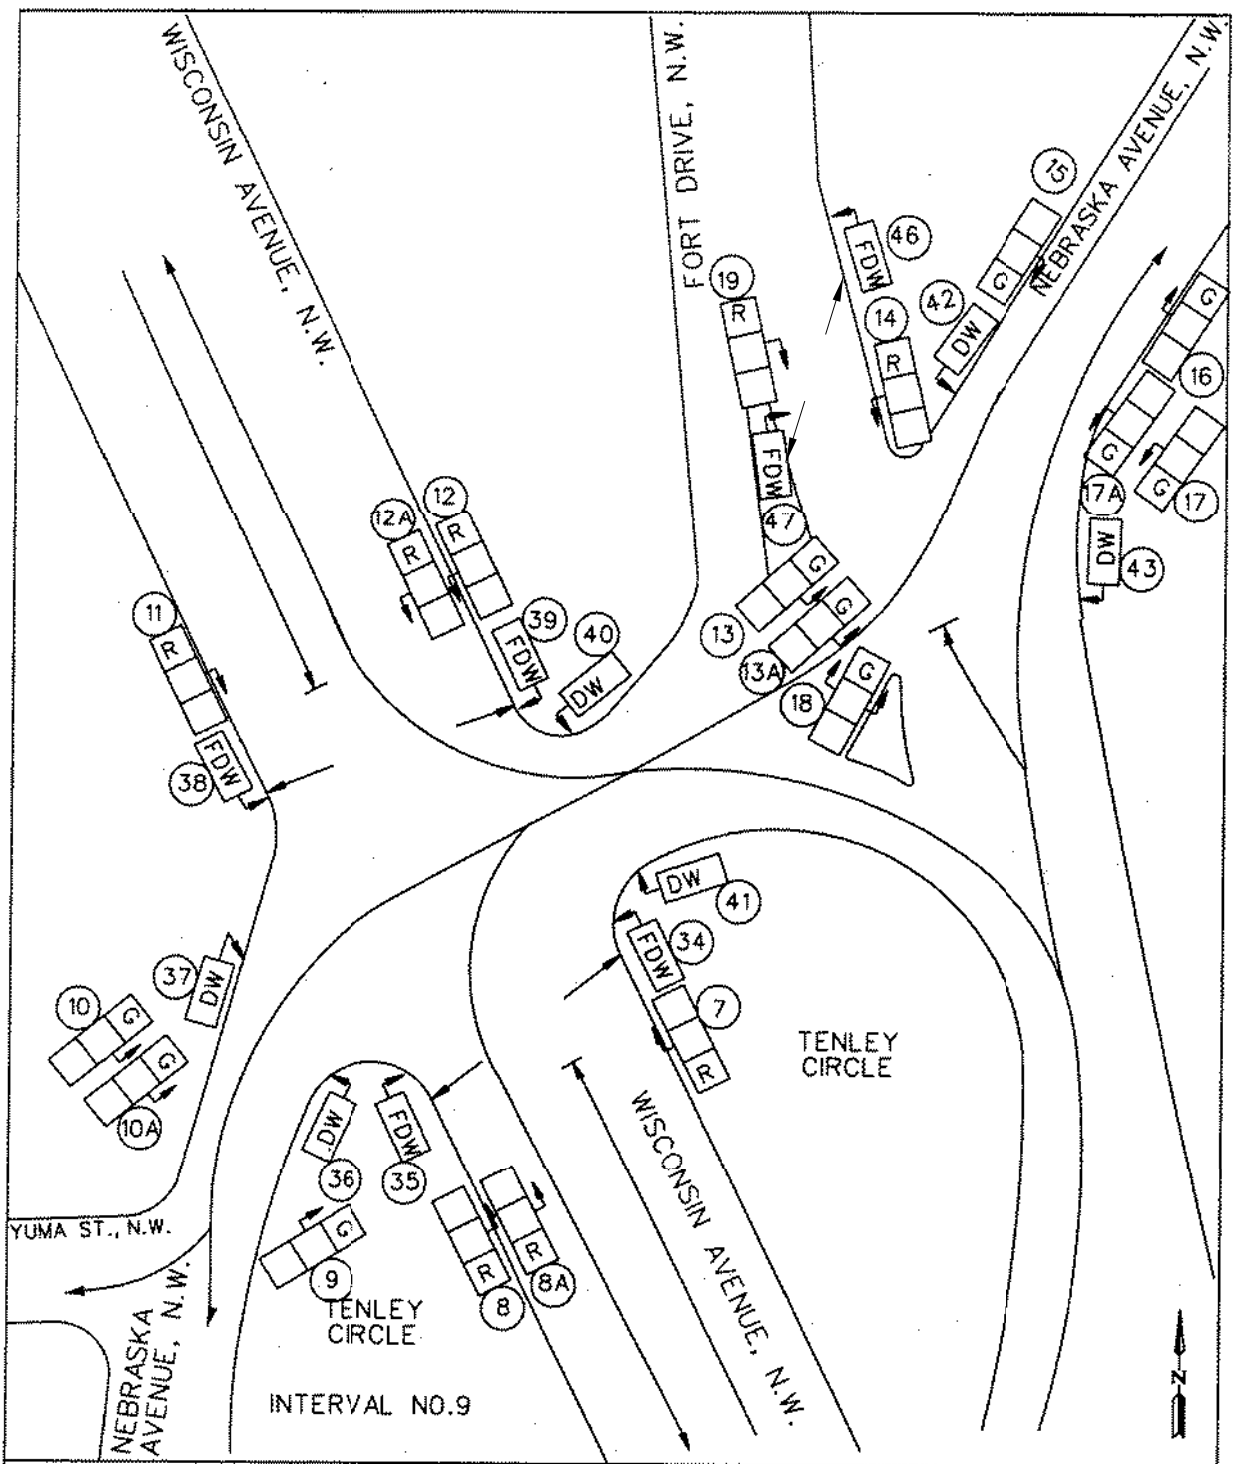 WISCONSIN AVENUE, N.W.
FORT DRIVE, N.W.
NEBRASKA AVENUE, N.W.
15
46
FDW
19
R
G
42
DW
14
R
G
16
G
17A
G
17
DW
43
12
R
12A
R
FDW
47
G
13
G
13A
39
FDW
40
DW
11
R
G
18
FDW
38
DW
41
34
FDW
7
R
37
DW
10
G
G
10A
TENLEY
CIRCLE
DW
36
FDW
35
WISCONSIN AVENUE, N.W.
YUMA ST., N.W.
G
9
R
8
R
8A
TENLEY
CIRCLE
NEBRASKA
AVENUE, N.W.
INTERVAL NO.9
N